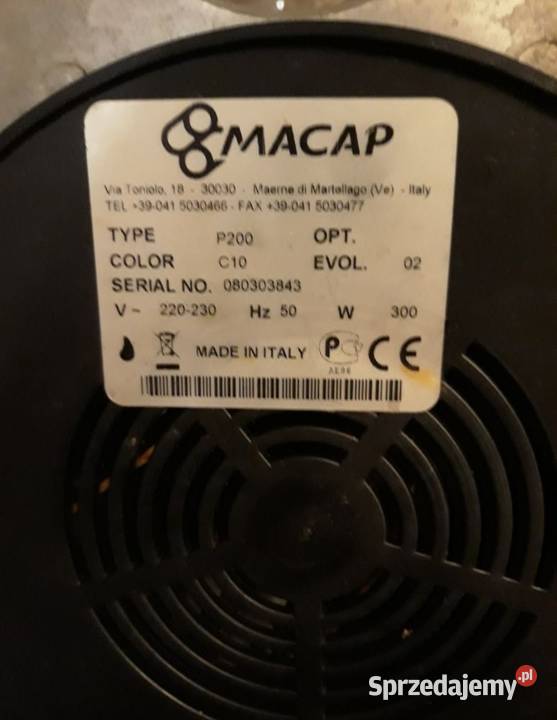 MACAP
Via Toniolo, 18 - 30030 - Maerne di Martellago (Ve) - Italy
TEL +39-041 5030466 - FAX +39-041 5030477
TYPE P200 OPT.
COLOR C10 EVOL. 02
SERIAL NO. 080303843
V~ 220-230 Hz 50 W 300
MADE IN ITALY PC CE
Sprzedajemy.pl